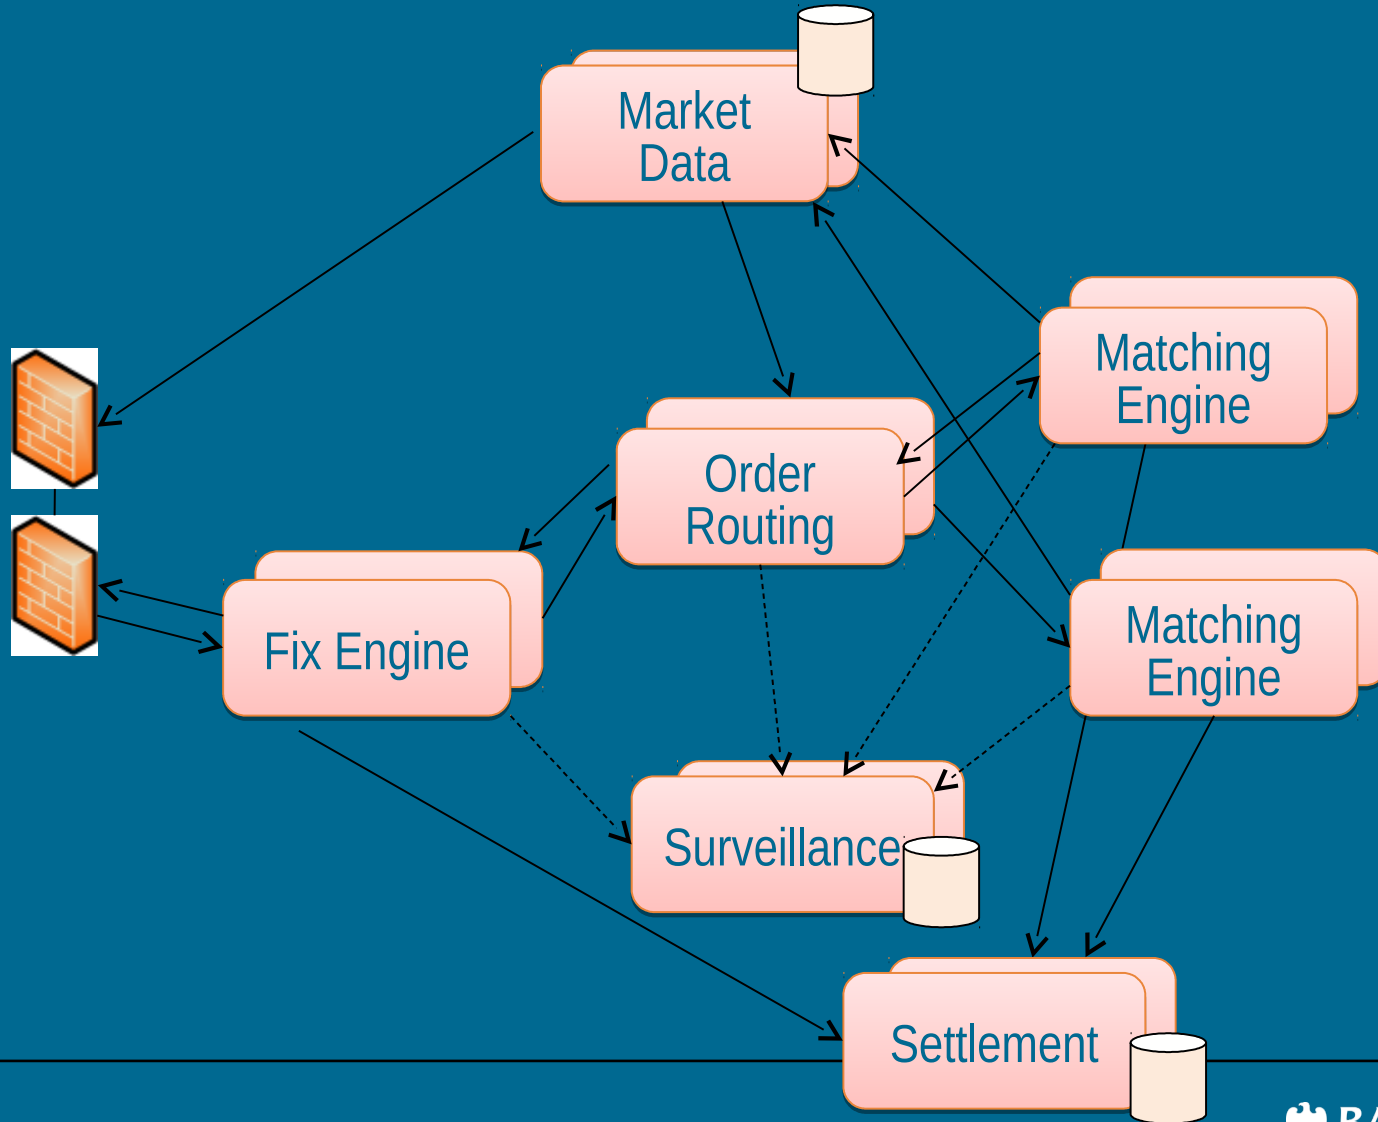 Market
Data
Matching
Engine
Order
Routing
Fix Engine
Matching
Engine
Surveillance
Settlement